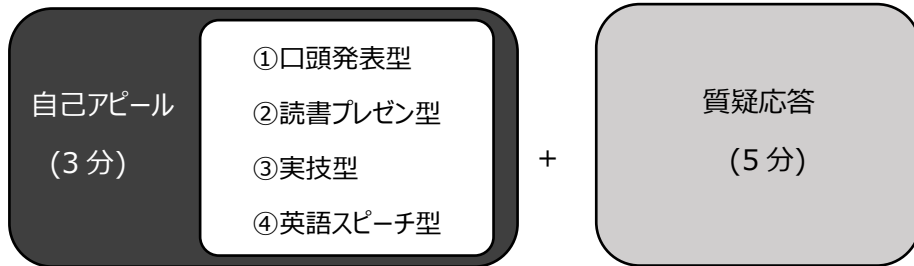 自己アピール
(3 分)
①口頭発表型
②読書プレゼン型
③実技型
④英語スピーチ型
+
質疑応答
(5 分)